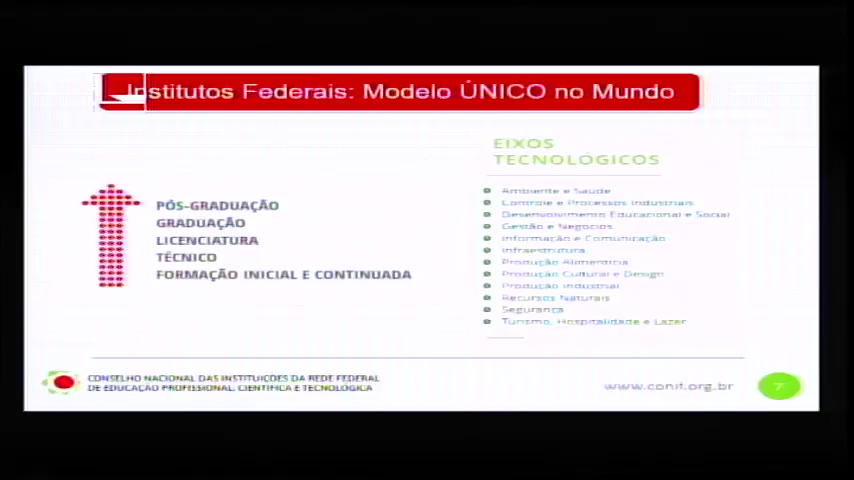 Institutos Federais: Modelo ÚNICO no Mundo
EIXOS
TECNOLÓGICOS
PÓS-GRADUAÇÃO
GRADUAÇÃO
LICENCIATURA
TÉCNICO
FORMAÇÃO INICIAL E CONTINUADA
Ambiente e Saúde
Controle e Processos Industriais
Desenvolvimento Educacional e Social
Gestão e Negócios
Informação e Comunicação
Infraestrutura
Produção Alimentícia
Produção Cultural e Design
Produção Industrial
Recursos Naturais
Segurança
Turismo, Hospitalidade e Lazer
CONSELHO NACIONAL DAS INSTITUIÇÕES DA REDE FEDERAL
DE EDUCAÇÃO PROFISSIONAL, CIENTÍFICA E TECNOLÓGICA
www.conif.org.br
7